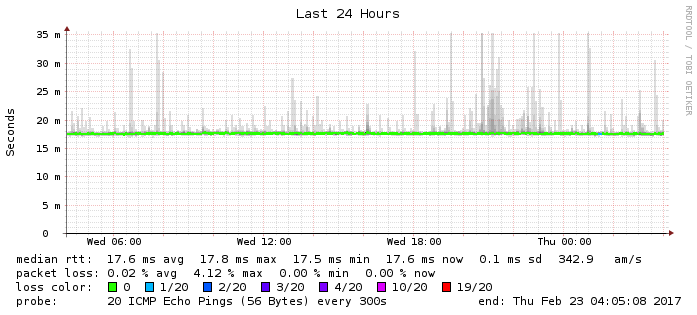 Last 24 Hours
RRDTOOL / TOBI OETIKER
Seconds
35 m
30 m
25 m
20 m
15 m
10 m
5 m
0
Wed 06:00 Wed 12:00 Wed 18:00 Thu 00:00
median rtt: 17.6 ms avg 17.8 ms max 17.5 ms min 17.6 ms now 0.1 ms sd 342.9 am/s
packet loss: 0.02 % avg 4.12 % max 0.00 % min 0.00 % now
loss color: 0 1/20 2/20 3/20 4/20 10/20 19/20
probe: 20 ICMP Echo Pings (56 Bytes) every 300s end: Thu Feb 23 04:05:08 2017